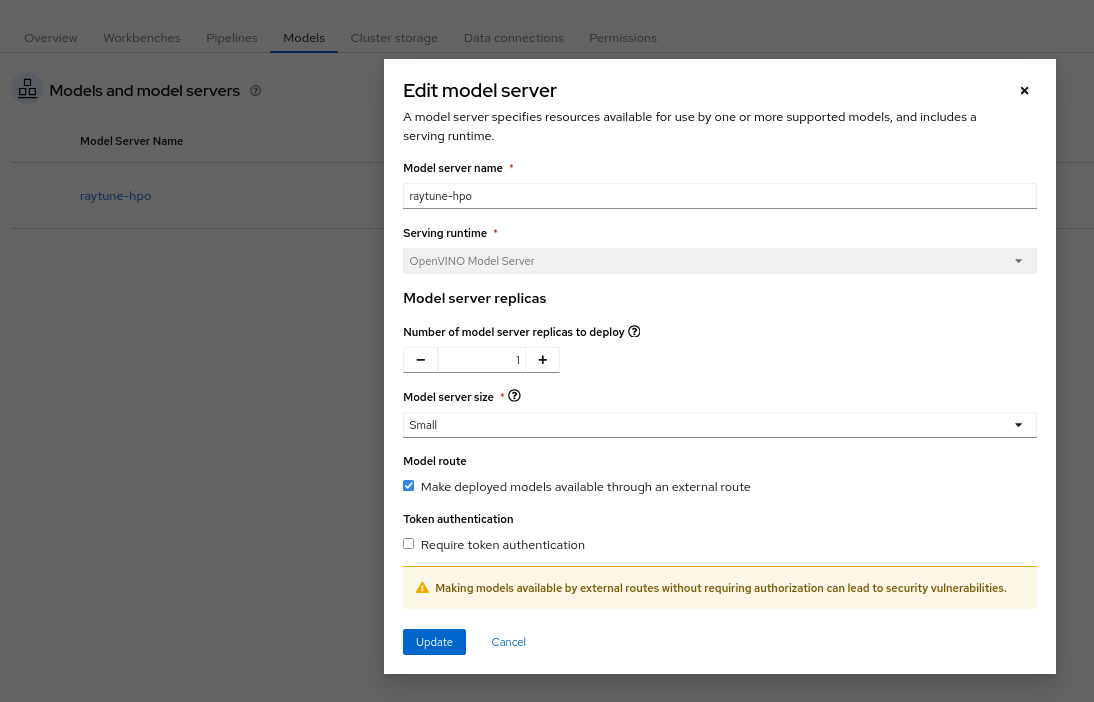 Overview Workbenches Pipelines Models Cluster storage Data connections Permissions
Models and model servers
Model Server Name
raytune-hpo
Edit model server
A model server specifies resources available for use by one or more supported models, and includes a
serving runtime.
Model server name *
raytune-hpo
Serving runtime *
OpenVINO Model Server
Model server replicas
Number of model server replicas to deploy
1
Model server size *
Small
Model route
Make deployed models available through an external route
Token authentication
Require token authentication
Making models available by external routes without requiring authorization can lead to security vulnerabilities.
Update Cancel